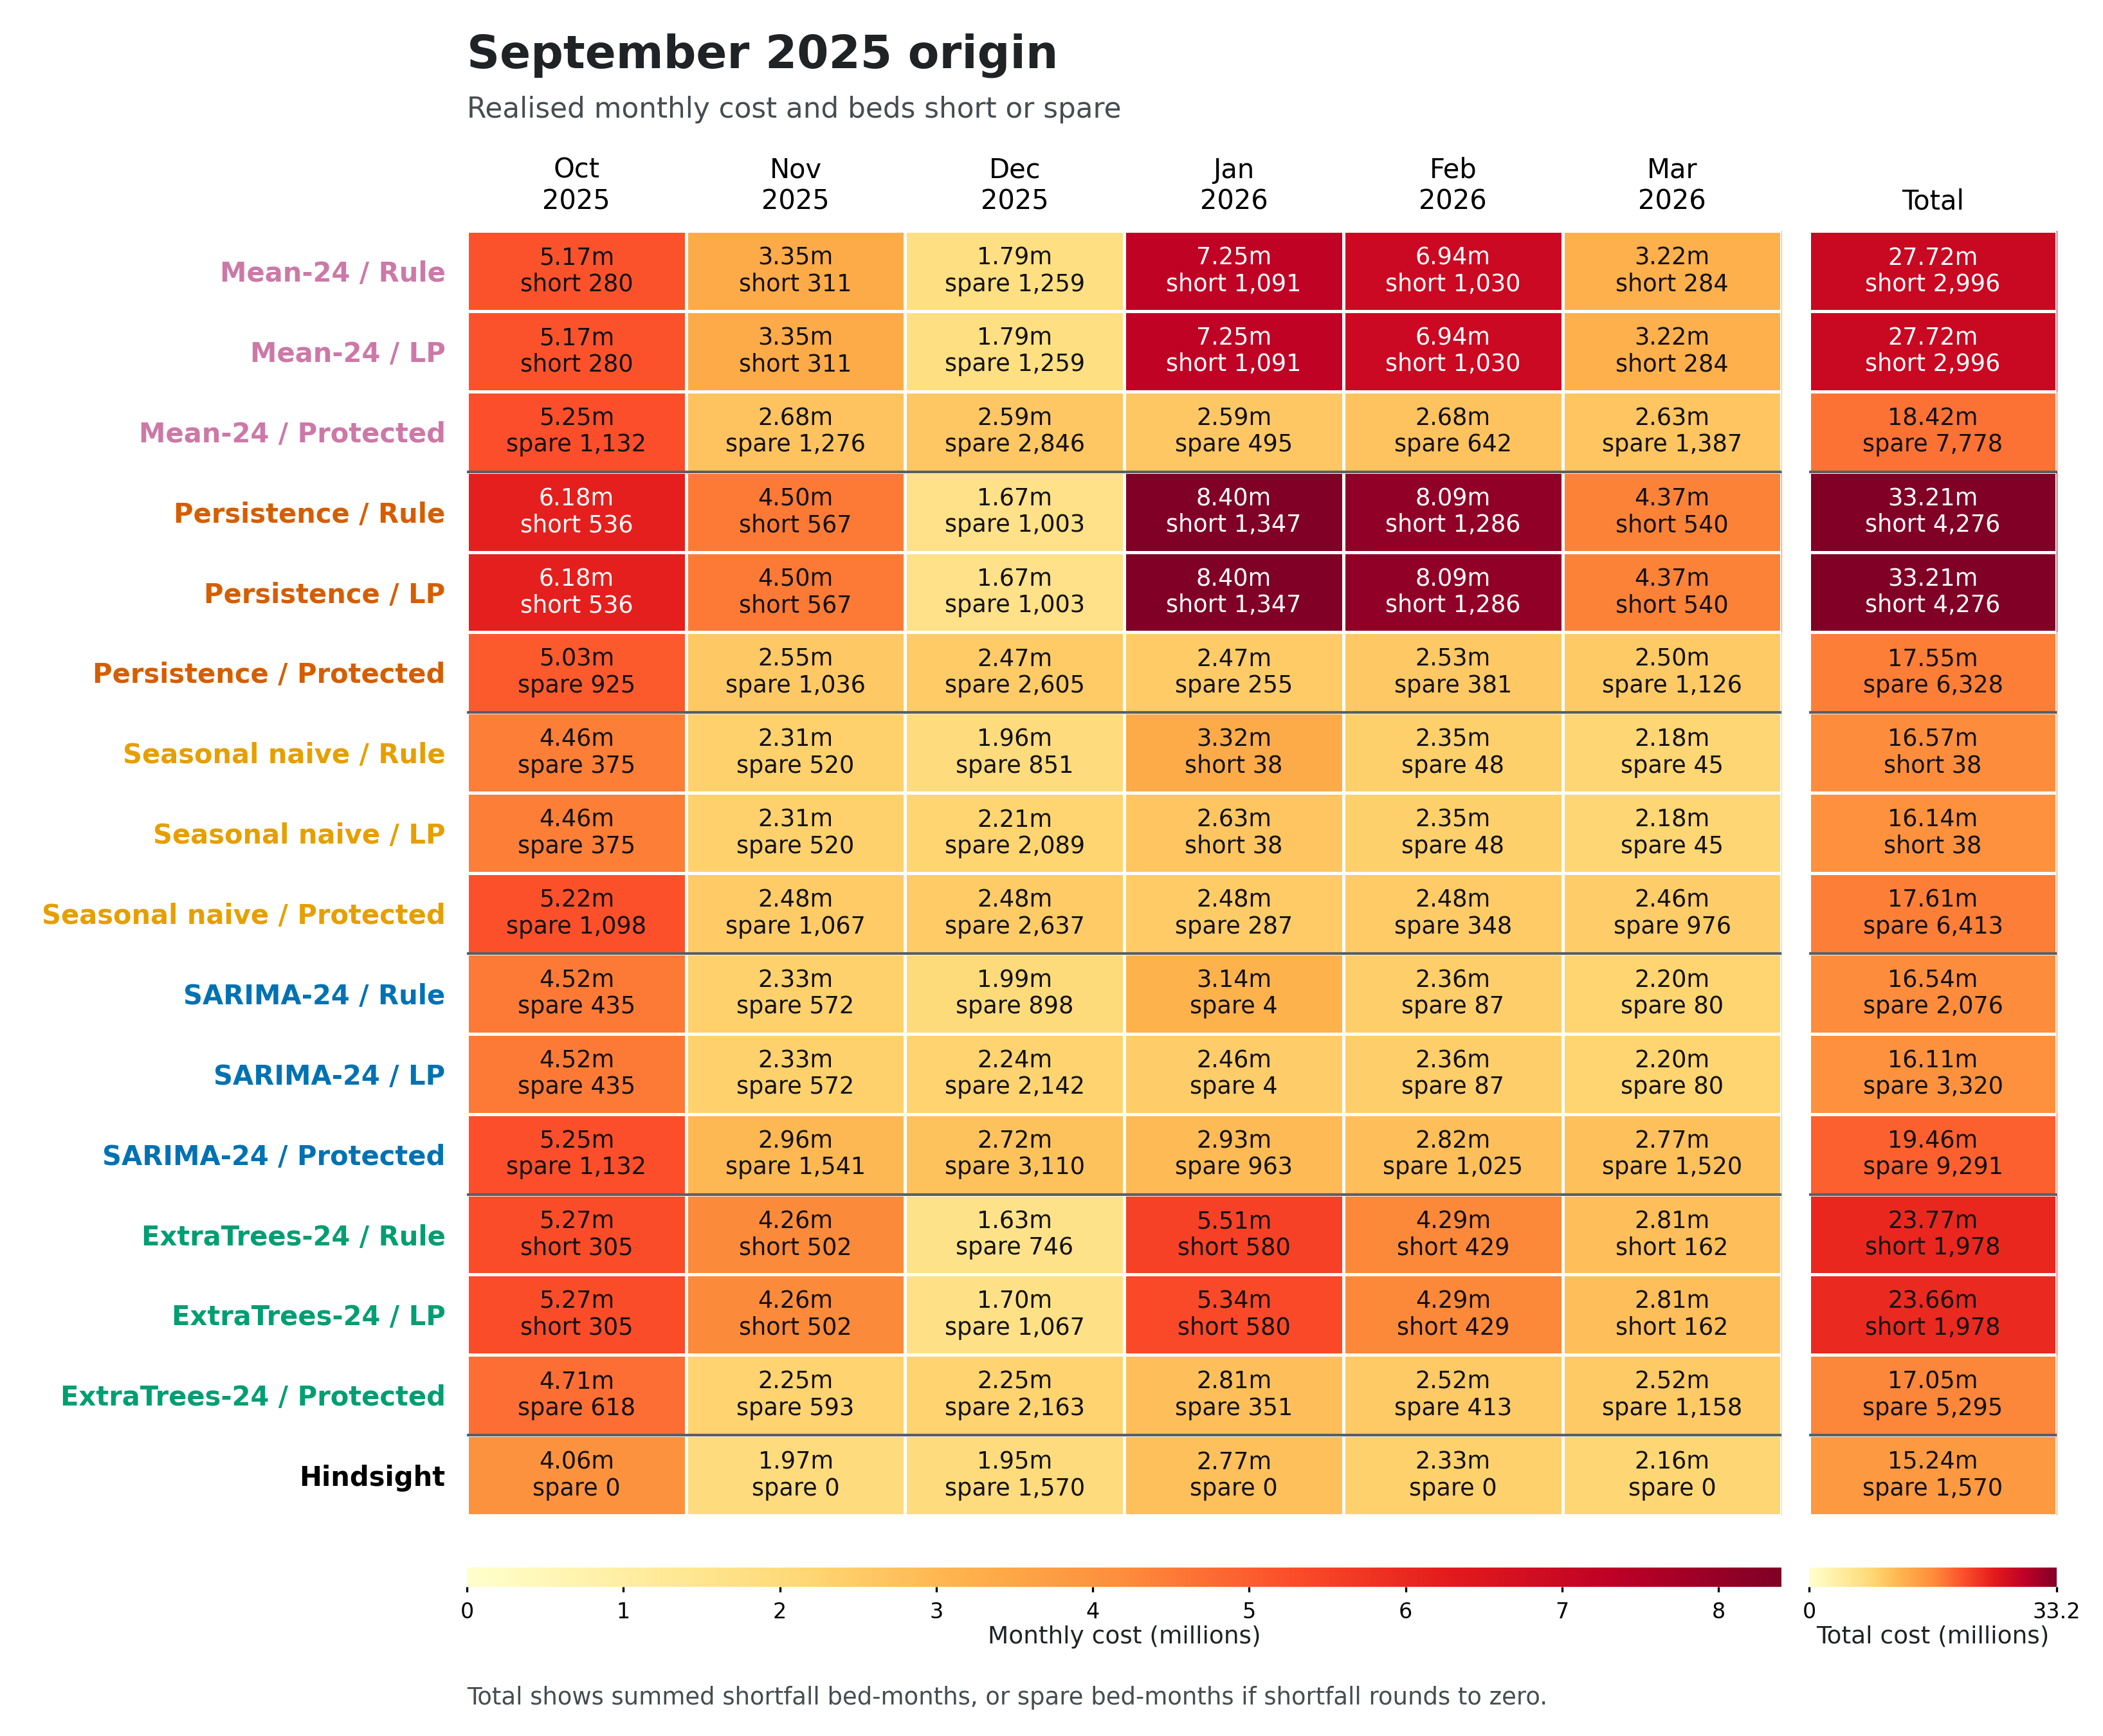 September 2025 origin
Realised monthly cost and beds short or spare
Oct Nov Dec Jan Feb Mar
2025 2025 2025 2026 2026 2026 Total
Mean-24 / Rule
5.17m 3.35m 1.79m 7.25m 6.94m 3.22m 27.72m
short 280 short 311 spare 1,259 short 1,091 short 1,030 short 284 short 2,996
Mean-24 / LP
5.17m 3.35m 1.79m 7.25m 6.94m 3.22m 27.72m
short 280 short 311 spare 1,259 short 1,091 short 1,030 short 284 short 2,996
Mean-24 / Protected
5.25m 2.68m 2.59m 2.59m 2.68m 2.63m 18.42m
spare 1,132 spare 1,276 spare 2,846 spare 495 spare 642 spare 1,387 spare 7,778
Persistence / Rule
6.18m 4.50m 1.67m 8.40m 8.09m 4.37m 33.21m
short 536 short 567 spare 1,003 short 1,347 short 1,286 short 540 short 4,276
Persistence / LP
6.18m 4.50m 1.67m 8.40m 8.09m 4.37m 33.21m
short 536 short 567 spare 1,003 short 1,347 short 1,286 short 540 short 4,276
Persistence / Protected
5.03m 2.55m 2.47m 2.47m 2.53m 2.50m 17.55m
spare 925 spare 1,036 spare 2,605 spare 255 spare 381 spare 1,126 spare 6,328
Seasonal naive / Rule
4.46m 2.31m 1.96m 3.32m 2.35m 2.18m 16.57m
spare 375 spare 520 spare 851 short 38 spare 48 spare 45 short 38
Seasonal naive / LP
4.46m 2.31m 2.21m 2.63m 2.35m 2.18m 16.14m
spare 375 spare 520 spare 2,089 short 38 spare 48 spare 45 short 38
Seasonal naive / Protected
5.22m 2.48m 2.48m 2.48m 2.48m 2.46m 17.61m
spare 1,098 spare 1,067 spare 2,637 spare 287 spare 348 spare 976 spare 6,413
SARIMA-24 / Rule
4.52m 2.33m 1.99m 3.14m 2.36m 2.20m 16.54m
spare 435 spare 572 spare 898 spare 4 spare 87 spare 80 spare 2,076
SARIMA-24 / LP
4.52m 2.33m 2.24m 2.46m 2.36m 2.20m 16.11m
spare 435 spare 572 spare 2,142 spare 4 spare 87 spare 80 spare 3,320
SARIMA-24 / Protected
5.25m 2.96m 2.72m 2.93m 2.82m 2.77m 19.46m
spare 1,132 spare 1,541 spare 3,110 spare 963 spare 1,025 spare 1,520 spare 9,291
ExtraTrees-24 / Rule
5.27m 4.26m 1.63m 5.51m 4.29m 2.81m 23.77m
short 305 short 502 spare 746 short 580 short 429 short 162 short 1,978
ExtraTrees-24 / LP
5.27m 4.26m 1.70m 5.34m 4.29m 2.81m 23.66m
short 305 short 502 spare 1,067 short 580 short 429 short 162 short 1,978
ExtraTrees-24 / Protected
4.71m 2.25m 2.25m 2.81m 2.52m 2.52m 17.05m
spare 618 spare 593 spare 2,163 spare 351 spare 413 spare 1,158 spare 5,295
Hindsight
4.06m 1.97m 1.95m 2.77m 2.33m 2.16m 15.24m
spare 0 spare 0 spare 1,570 spare 0 spare 0 spare 0 spare 1,570
0 1 2 3 4 5 6 7 8 0 33.2
Monthly cost (millions) Total cost (millions)
Total shows summed shortfall bed-months, or spare bed-months if shortfall rounds to zero.